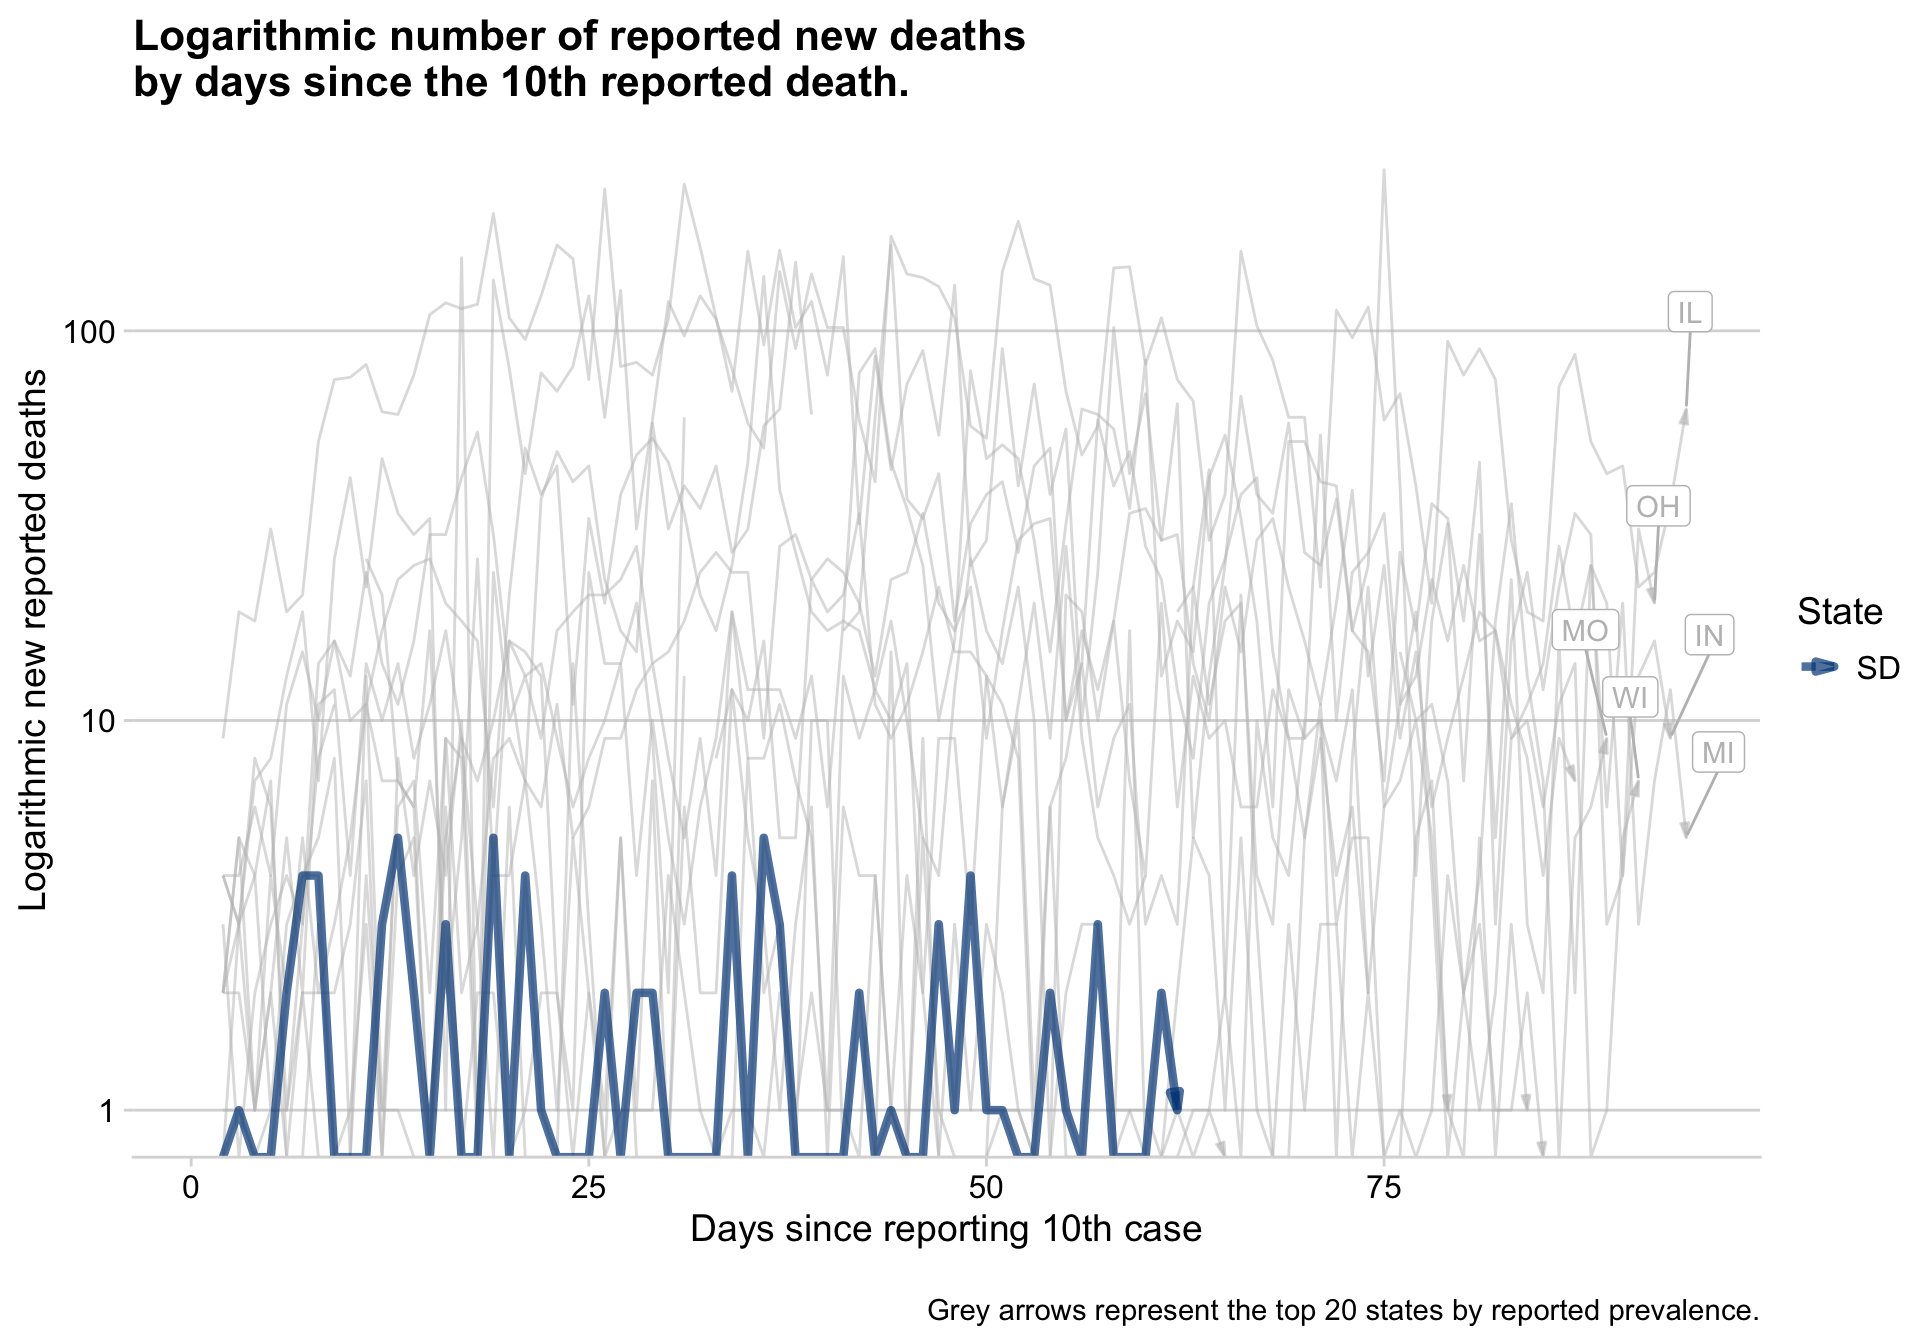 Logarithmic number of reported new deaths
by days since the 10th reported death.
Logarithmic new reported deaths
100
10
1
IL
OH
MO
IN
WI
MI
State
SD
0
25
50
75
Days since reporting 10th case
Grey arrows represent the top 20 states by reported prevalence.